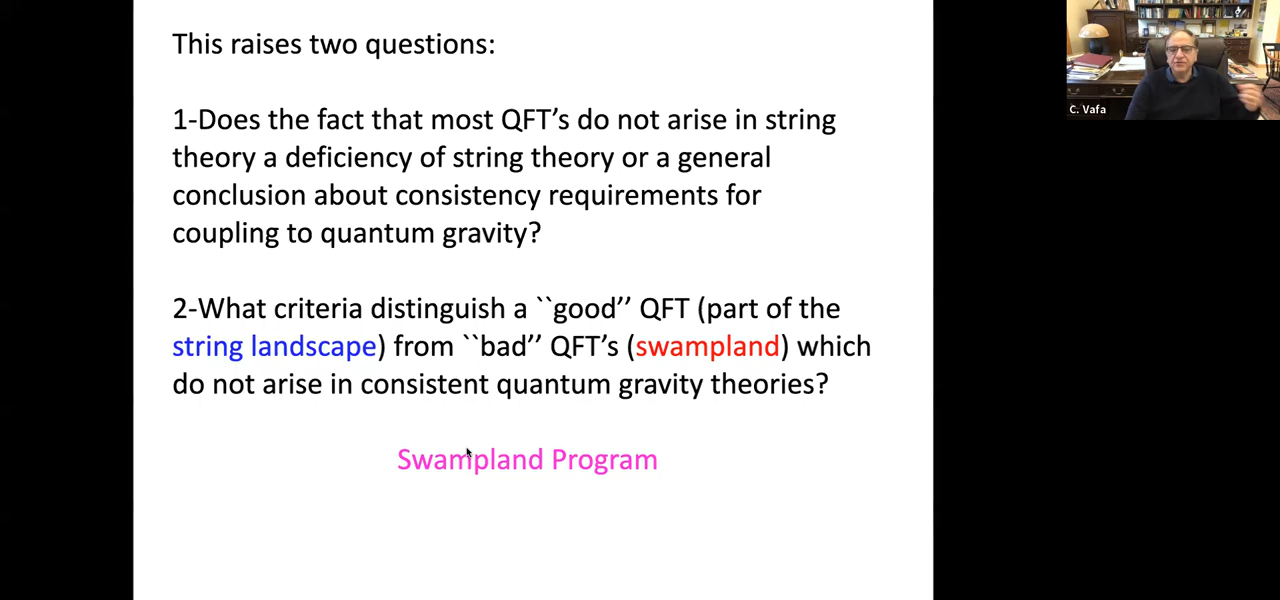 This raises two questions:
1-Does the fact that most QFT’s do not arise in string
theory a deficiency of string theory or a general
conclusion about consistency requirements for
coupling to quantum gravity?
2-What criteria distinguish a ``good’’ QFT (part of the
string landscape) from ``bad’’ QFT’s (swampland) which
do not arise in consistent quantum gravity theories?
Swampland Program
C. Vafa